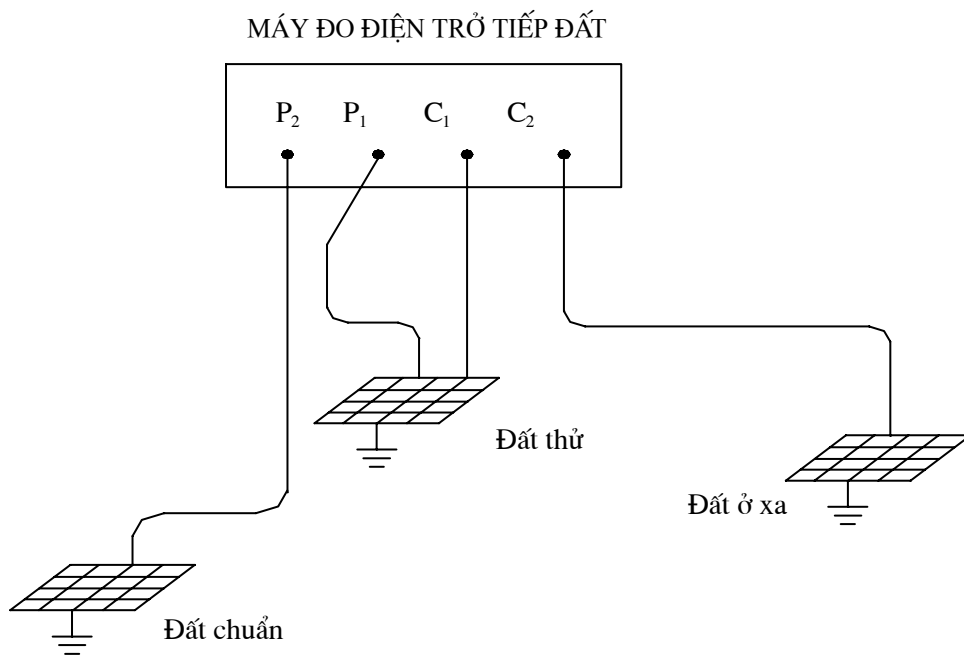 MÁY ĐO ĐIỆN TRỞ TIẾP ĐẤT
P₂ P₁ C₁ C₂
Đất thử
Đất ở xa
Đất chuẩn